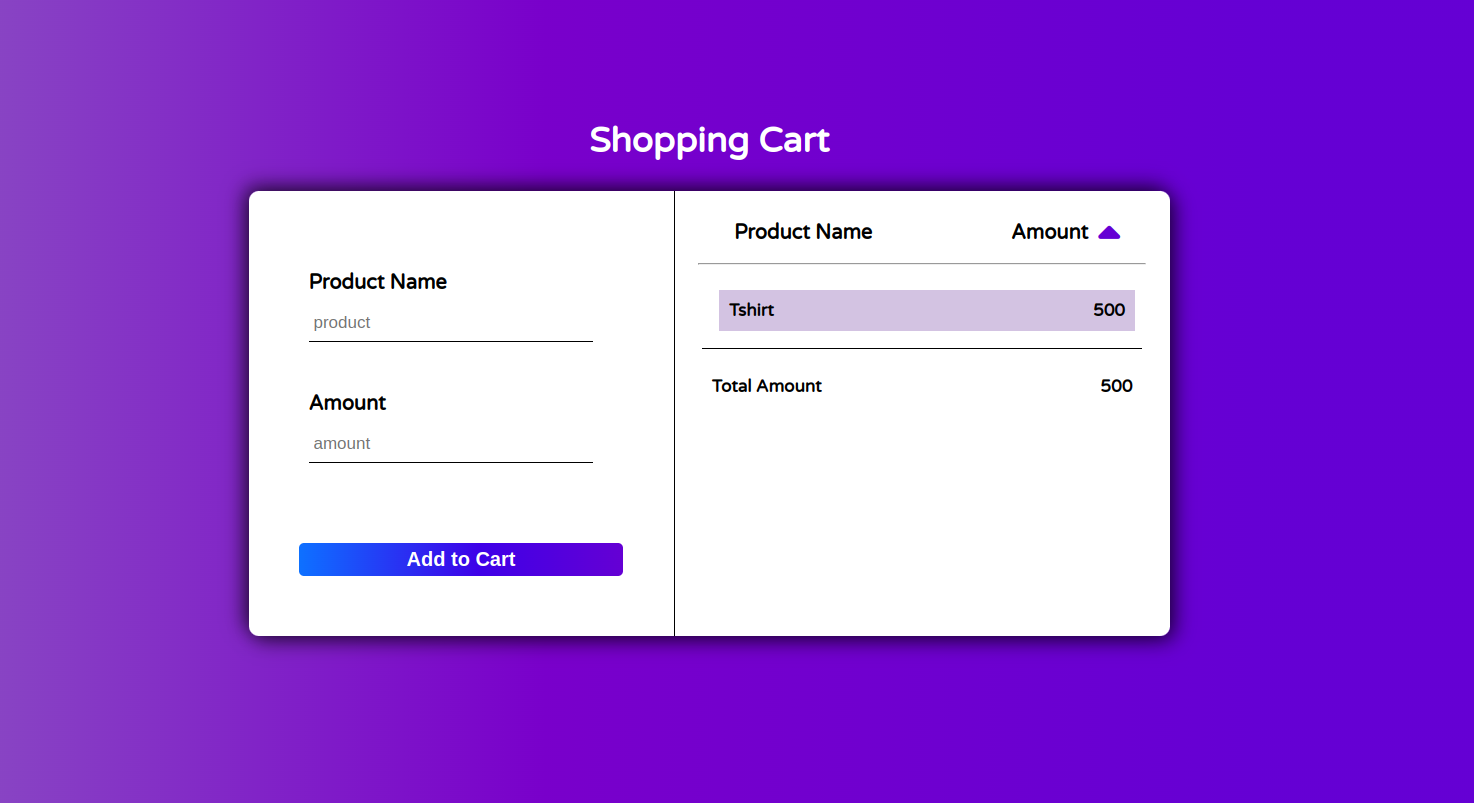 Shopping Cart
Product Name
product
Amount
amount
Add to Cart
Product Name Amount
Tshirt 500
Total Amount 500